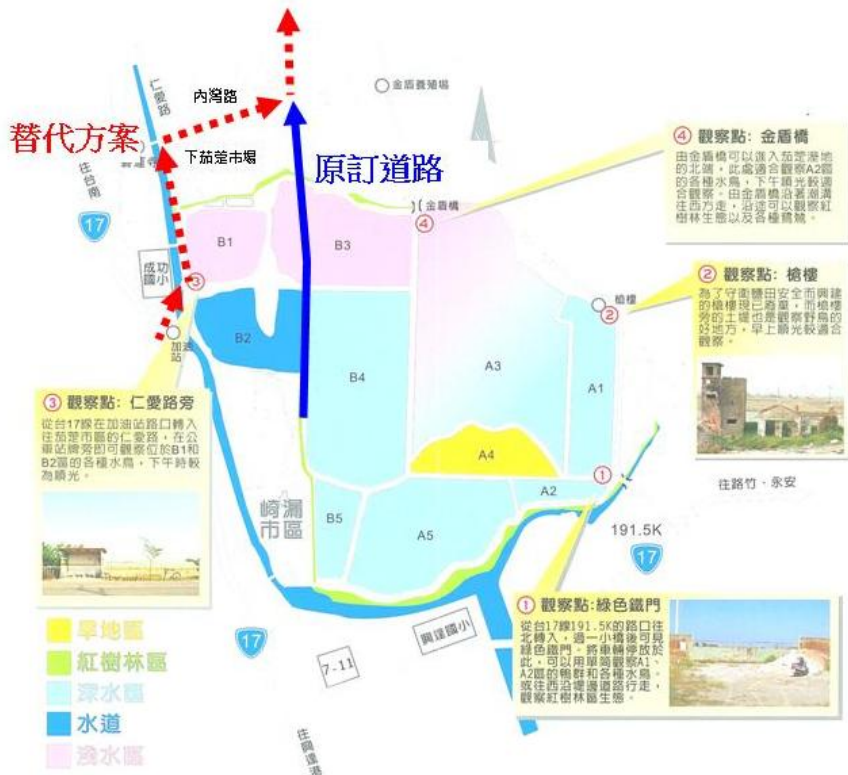 仁愛路
內灣路
金盾養殖場
替代方案
下茄萣市場
往台南
原訂道路
17
成功
國小
金盾橋
④
③
加油
站
B1
B3
B2
B4
A3
A1
A4
A2
B5
A5
槍樓
②
①
④ 觀察點: 金盾橋
由金盾橋可以進入茄萣溼地
的北端，此處適合觀察A2區
的各種水鳥，下午順光較適
合觀察。由金盾橋沿著潮溝
往西方走，沿途可以觀察紅
樹林生態以及各種鷺鷥。
② 觀察點: 槍樓
為了守衛鹽田安全而興建
的槍樓現已廢棄，而槍樓
旁的土堤也是觀察野鳥的
好地方，早上順光較適合
觀察。
③ 觀察點: 仁愛路旁
從台17線在加油站路口轉入
往茄萣市區的仁愛路，在公
車站牌旁即可觀察位於B1和
B2區的各種水鳥，下午時較
為順光。
崎漏
市區
往路竹、永安
191.5K
17
① 觀察點:綠色鐵門
從台17線191.5K的路口往
北轉入，過一小橋後可見
綠色鐵門。將車輛停放於
此，可以用單筒觀察A1、
A2區的鴨群和各種水鳥。
或往西沿堤邊道路行走，
觀察紅樹林區生態。
興達國小
7-11
17
往興達港
旱地區
紅樹林區
深水區
水道
淺水區